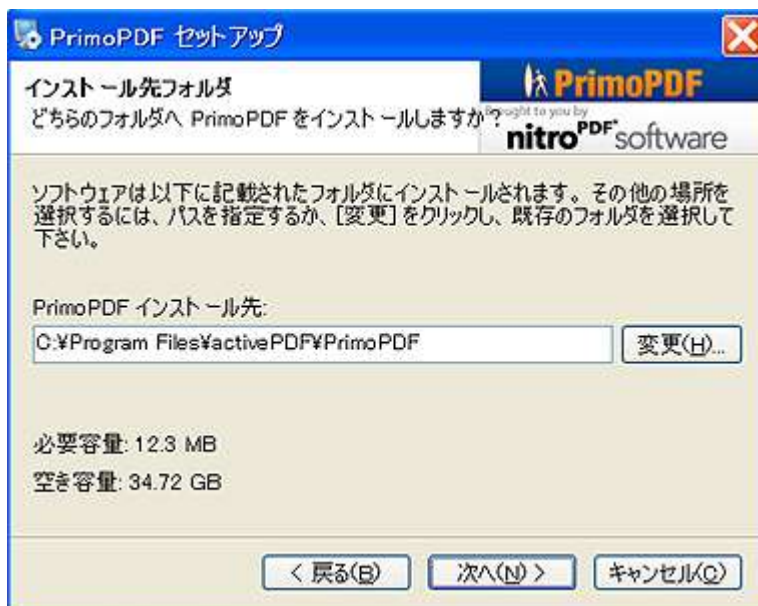 PrimoPDF セットアップ
インストール先フォルダ
どちらのフォルダへ PrimoPDF をインストールしますか?
PrimoPDF
Brought to you by
nitroPDF software
ソフトウェアは以下に記載されたフォルダにインストールされます。その他の場所を
選択するには、パスを指定するか、[変更]をクリックし、既存のフォルダを選択して
下さい。
PrimoPDF インストール先:
C:¥Program Files¥activePDF¥PrimoPDF
変更(H)...
必要容量: 12.3 MB
空き容量: 34.72 GB
< 戻る(B)
次へ(N) >
キャンセル(C)